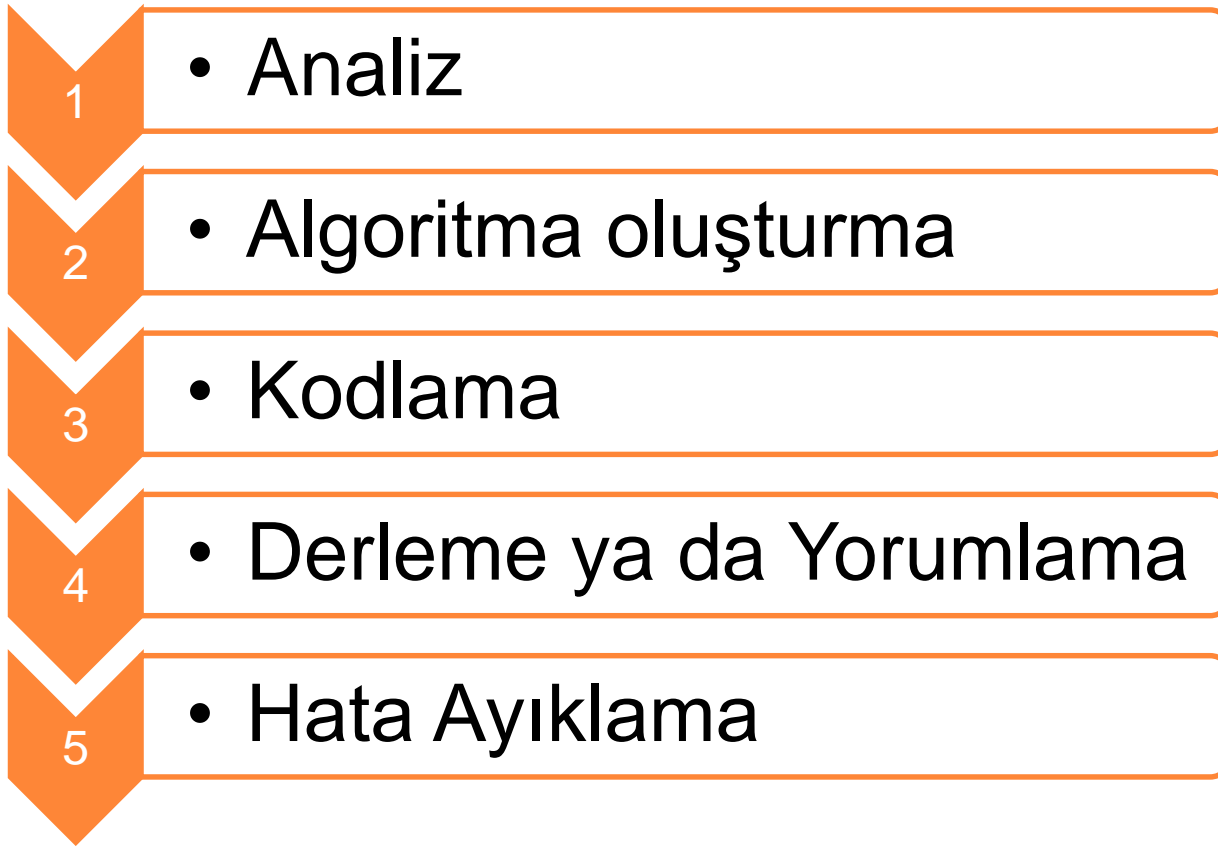 1
• Analiz
2
• Algoritma oluşturma
3
• Kodlama
4
• Derleme ya da Yorumlama
5
• Hata Ayıklama